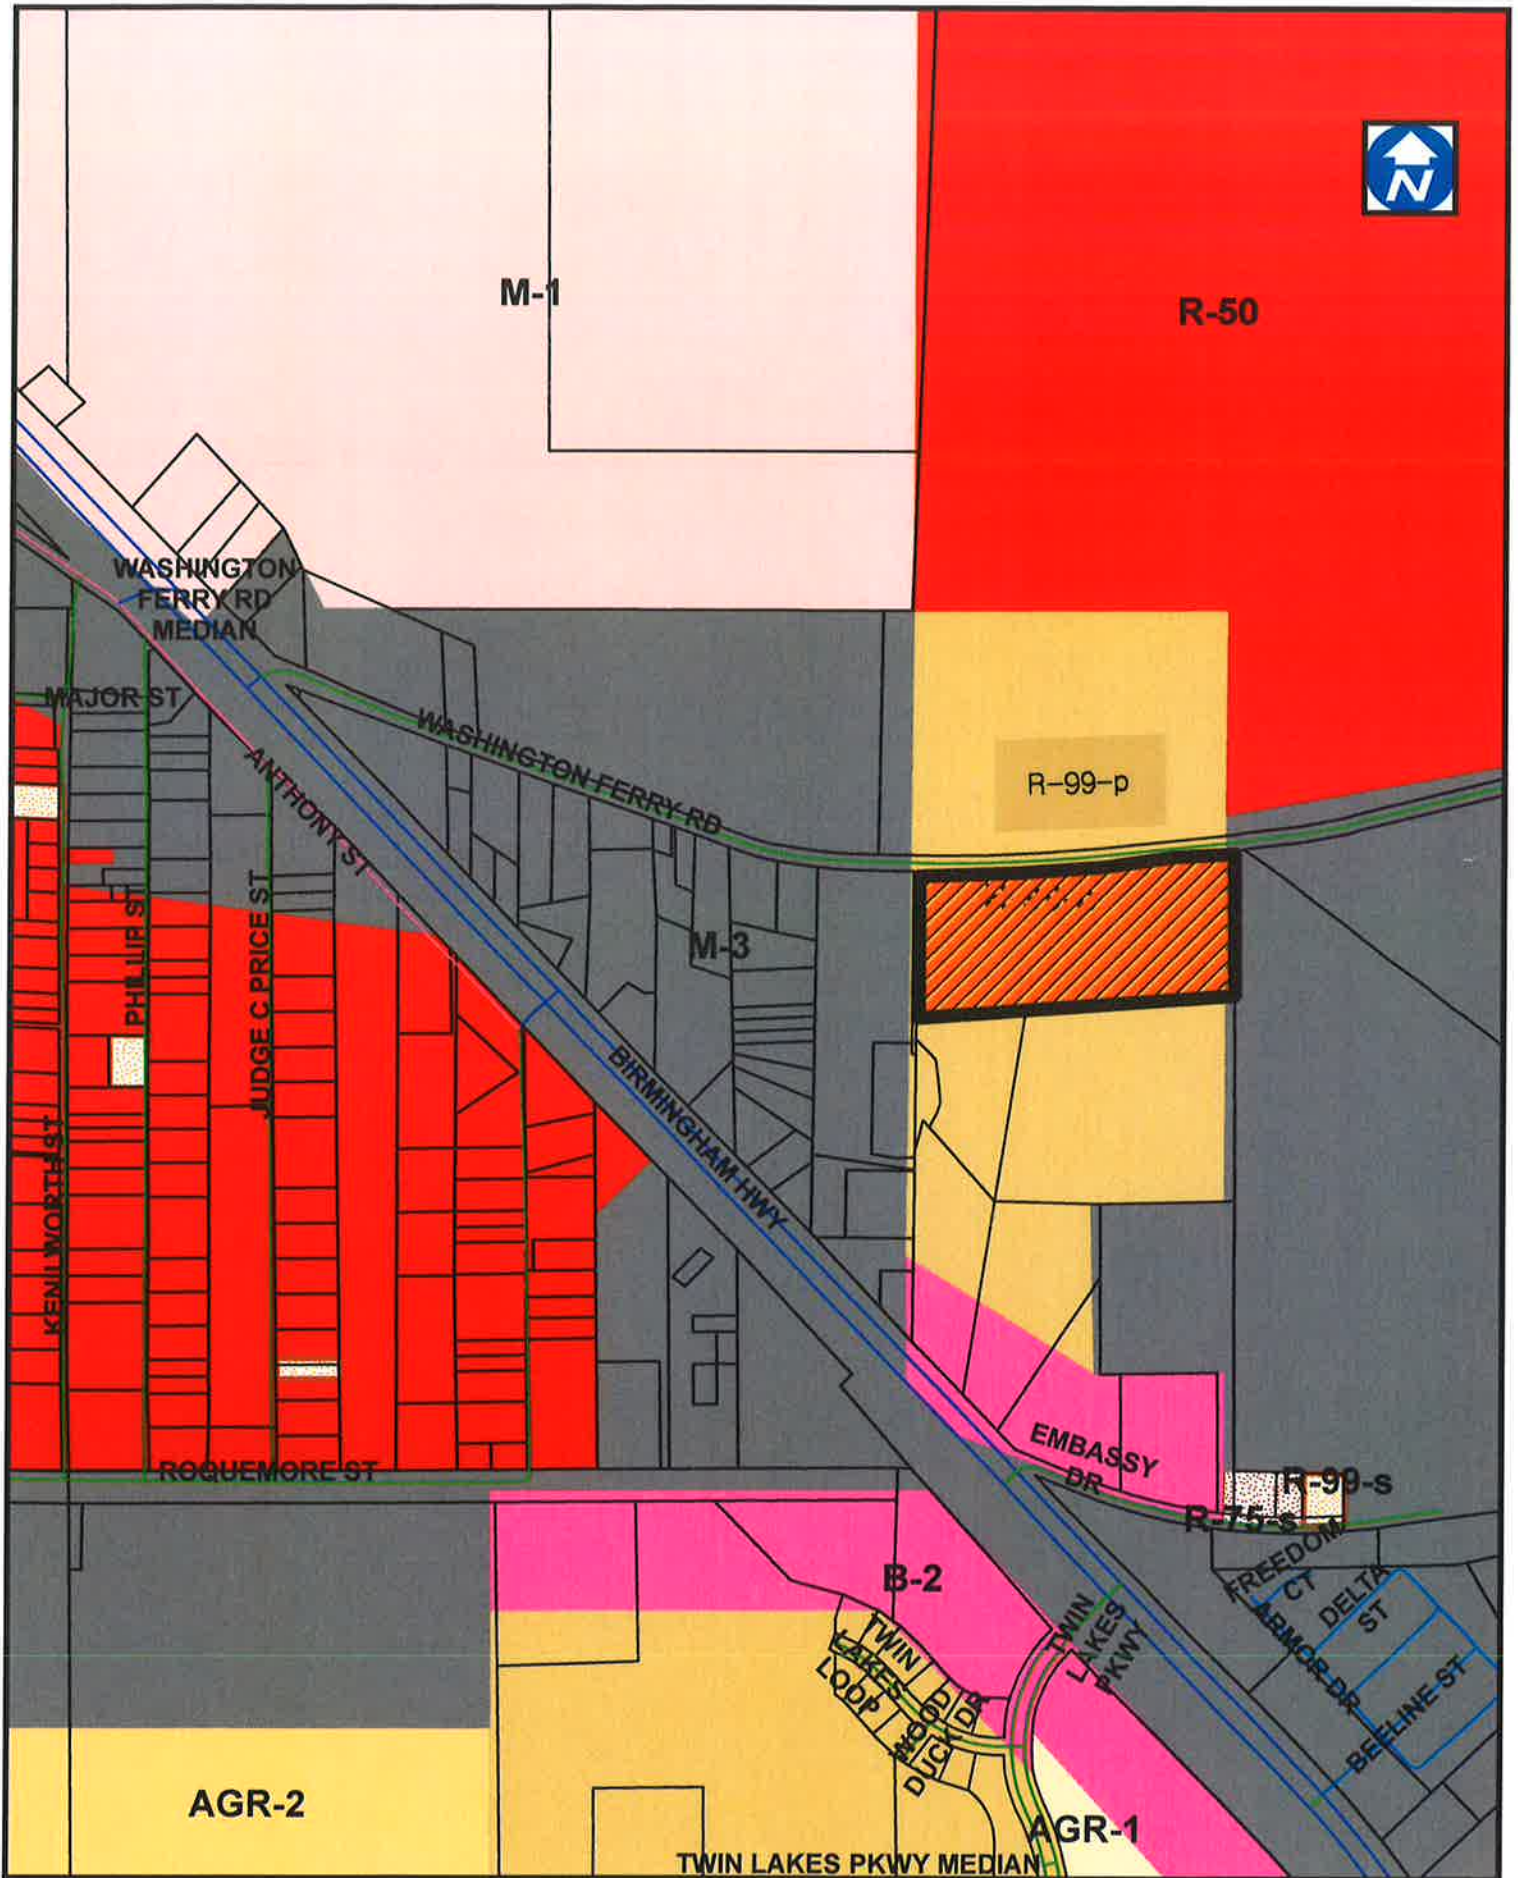 N
M-1
R-50
WASHINGTON
FERRY RD
MEDIAN
MAJOR ST
WASHINGTON FERRY RD
ANTHONY ST
R-99-p
PHILLIP ST
JUDGE C PRICE ST
M-3
BIRMINGHAM HWY
KENILWORTH ST
EMBASSY
DR
ROQUEMORE ST
R-99-s
R-75-s
FREEDOM
CT
DELTA
ST
ARMOR DR
BEELINE ST
B-2
TWIN
LAKES
PKWY
TWIN
LAKES
LOOP
WOOD
DUCK DR
AGR-2
AGR-1
TWIN LAKES PKWY MEDIAN